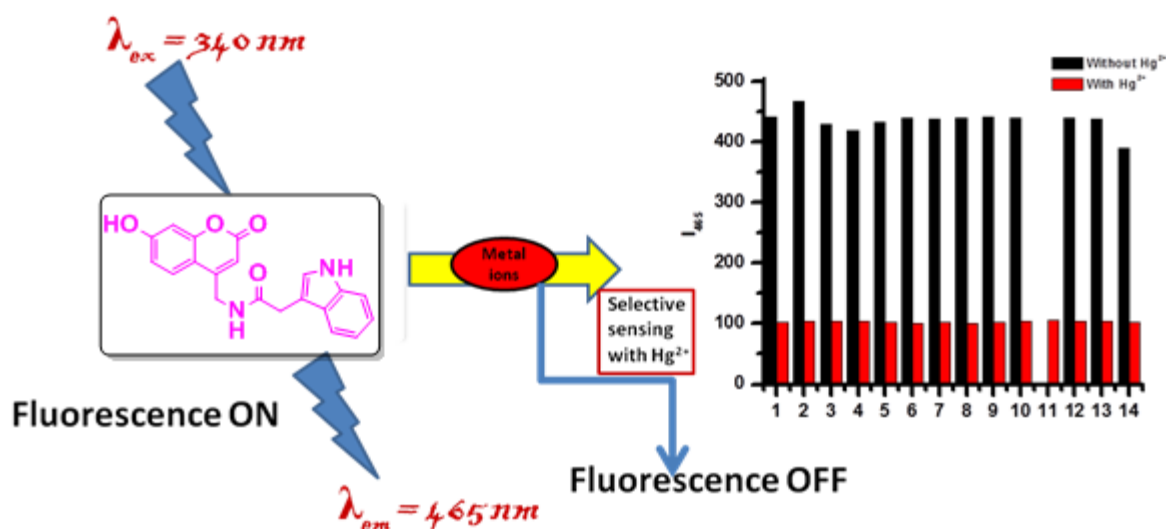 λex = 340 nm
HO
O
O
O
N
H
NH
Fluorescence ON
λem = 465 nm
Metal
ions
Selective
sensing
with Hg²⁺
Fluorescence OFF
Without Hg²⁺
With Hg²⁺
I465
500
400
300
200
100
0
1 2 3 4 5 6 7 8 9 10 11 12 13 14